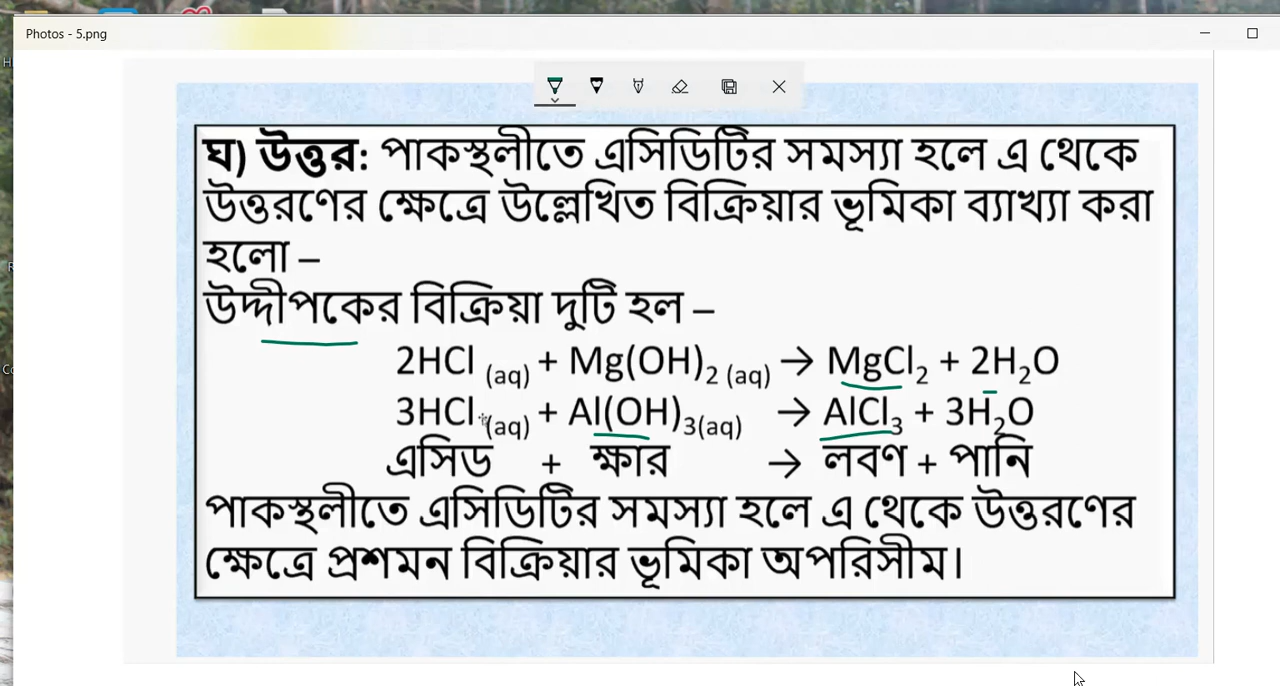 Photos - 5.png
ঘ) উত্তর: পাকস্থলীতে এসিডিটির সমস্যা হলে এ থেকে
উত্তরণের ক্ষেত্রে উল্লেখিত বিক্রিয়ার ভূমিকা ব্যাখ্যা করা
হলো –
উদ্দীপকের বিক্রিয়া দুটি হল –
2HCl (aq) + Mg(OH)₂ (aq) → MgCl₂ + 2H₂O
3HCl (aq) + Al(OH)₃(aq) → AlCl₃ + 3H₂O
এসিড + ক্ষার → লবণ + পানি
পাকস্থলীতে এসিডিটির সমস্যা হলে এ থেকে উত্তরণের
ক্ষেত্রে প্রশমন বিক্রিয়ার ভূমিকা অপরিসীম।